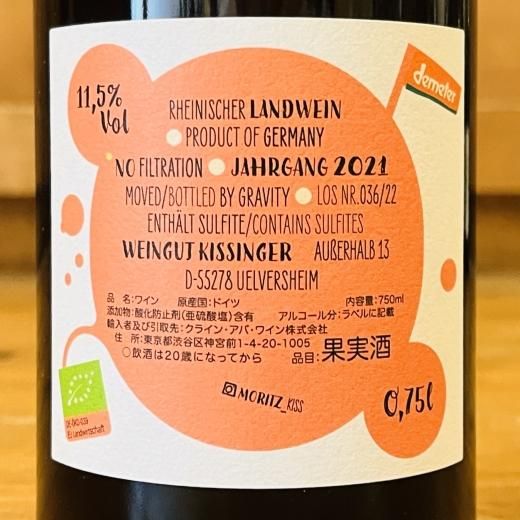 11,5%
Vol
demeter
RHEINISCHER LANDWEIN
PRODUCT OF GERMANY
NO FILTRATION JAHRGANG 2021
MOVED/BOTTLED BY GRAVITY LOS NR.036/22
ENTHÄLT SULFITE/CONTAINS SULFITES
WEINGUT KISSINGER AUßERHALB 13
D-55278 UELVERSHEIM
品 名:ワイン 原産国:ドイツ 内容量:750ml
添加物:酸化防止剤(亜硫酸塩)含有 アルコール分:ラベルに記載
輸入者及び引取先:クライン・アバ・ワイン株式会社
住 所:東京都渋谷区神宮前1-4-20-1005
○飲酒は20歳になってから 品目:果実酒
MORITZ_KISS
0,75l
DE-ÖKO-039
EU Landwirtschaft